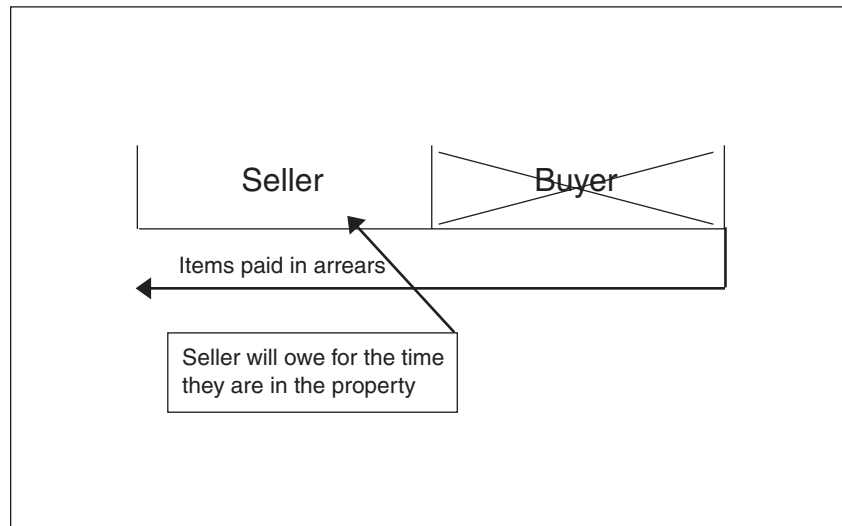 Seller Buyer
Items paid in arrears
Seller will owe for the time
they are in the property